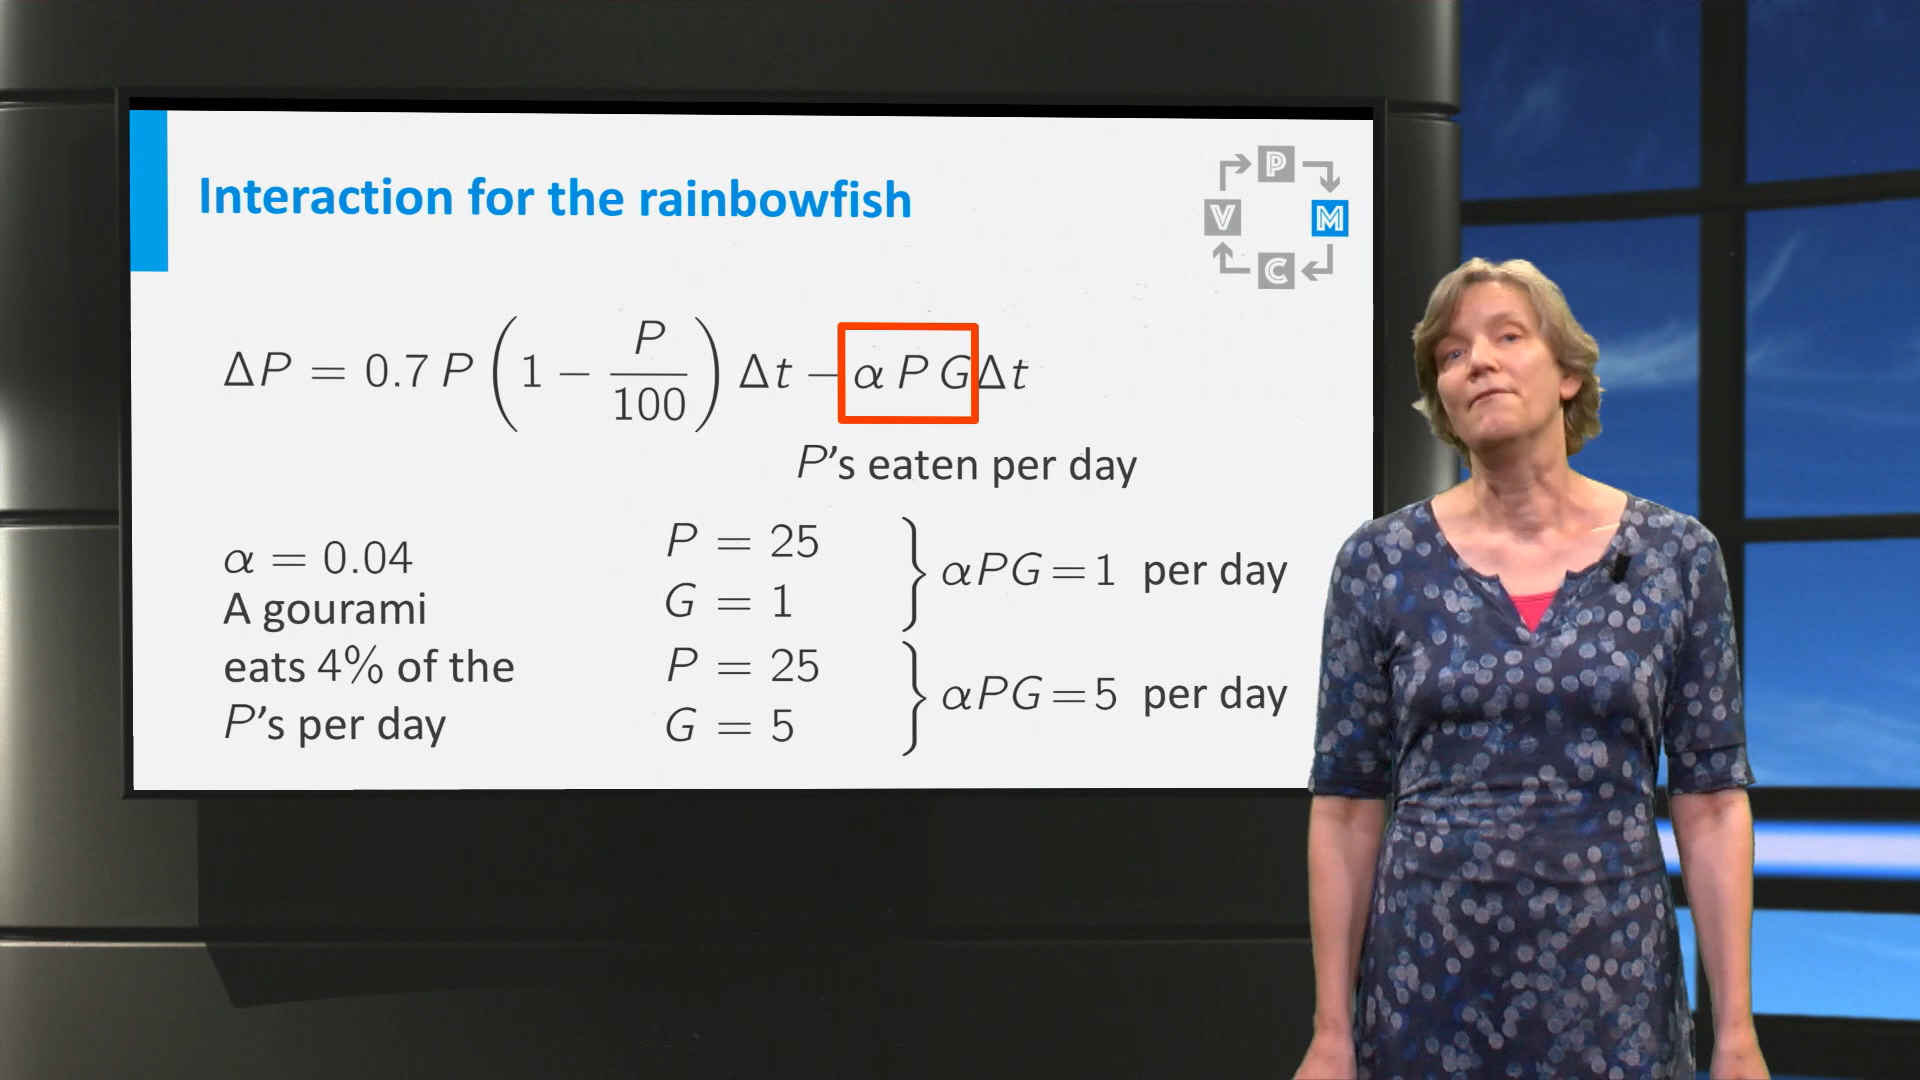 Interaction for the rainbowfish
P
M
V
C
ΔP = 0.7 P (1 − P/100) Δt − α P G Δt
P's eaten per day
α = 0.04
A gourami
eats 4% of the
P's per day
P = 25
G = 1
αPG = 1 per day
P = 25
G = 5
αPG = 5 per day